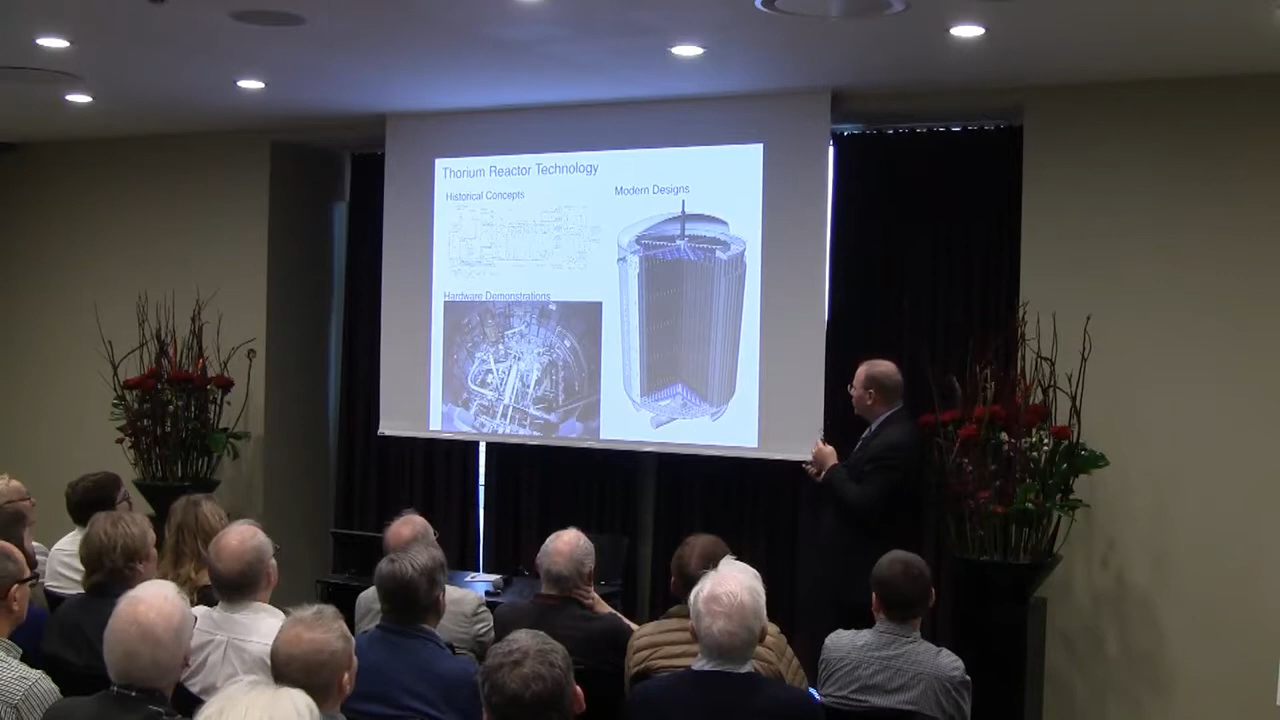 Thorium Reactor Technology
Historical Concepts
Modern Designs
Hardware Demonstrations